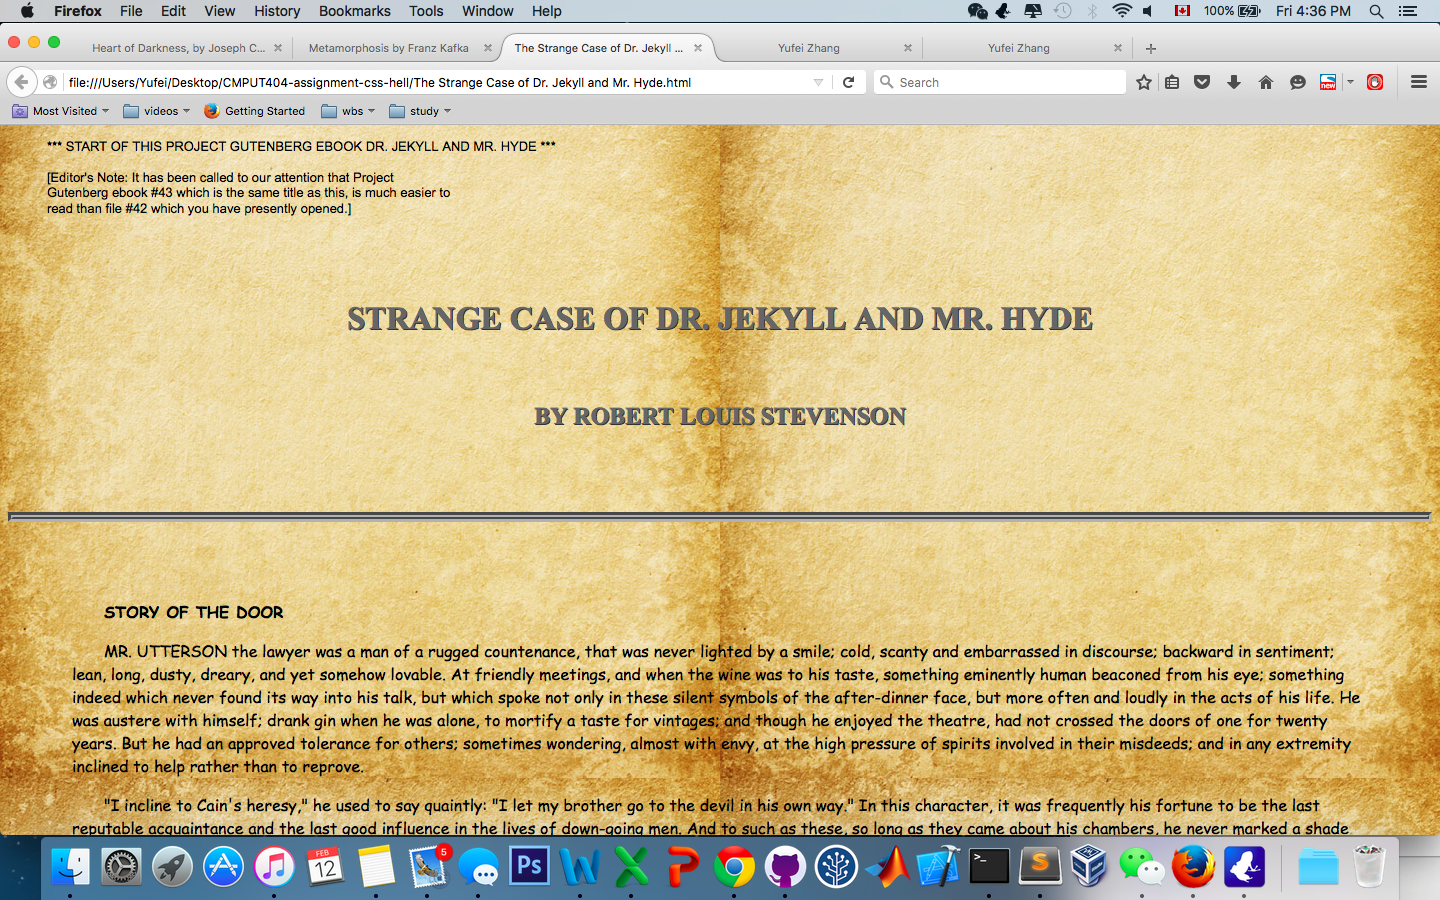 Firefox File Edit View History Bookmarks Tools Window Help 100% Fri 4:36 PM
Heart of Darkness, by Joseph C... Metamorphosis by Franz Kafka The Strange Case of Dr. Jekyll ... Yufei Zhang Yufei Zhang
file:///Users/Yufei/Desktop/CMPUT404-assignment-css-hell/The Strange Case of Dr. Jekyll and Mr. Hyde.html Search new
Most Visited videos Getting Started wbs study
*** START OF THIS PROJECT GUTENBERG EBOOK DR. JEKYLL AND MR. HYDE ***
[Editor's Note: It has been called to our attention that Project
Gutenberg ebook #43 which is the same title as this, is much easier to
read than file #42 which you have presently opened.]
STRANGE CASE OF DR. JEKYLL AND MR. HYDE
BY ROBERT LOUIS STEVENSON
STORY OF THE DOOR
MR. UTTERSON the lawyer was a man of a rugged countenance, that was never lighted by a smile; cold, scanty and embarrassed in discourse; backward in sentiment;
lean, long, dusty, dreary, and yet somehow lovable. At friendly meetings, and when the wine was to his taste, something eminently human beaconed from his eye; something
indeed which never found its way into his talk, but which spoke not only in these silent symbols of the after-dinner face, but more often and loudly in the acts of his life. He
was austere with himself; drank gin when he was alone, to mortify a taste for vintages; and though he enjoyed the theatre, had not crossed the doors of one for twenty
years. But he had an approved tolerance for others; sometimes wondering, almost with envy, at the high pressure of spirits involved in their misdeeds; and in any extremity
inclined to help rather than to reprove.
"I incline to Cain's heresy," he used to say quaintly: "I let my brother go to the devil in his own way." In this character, it was frequently his fortune to be the last
reputable acquaintance and the last good influence in the lives of down-going men. And to such as these, so long as they came about his chambers, he never marked a shade
FEB
12
5
Ps
>_
S